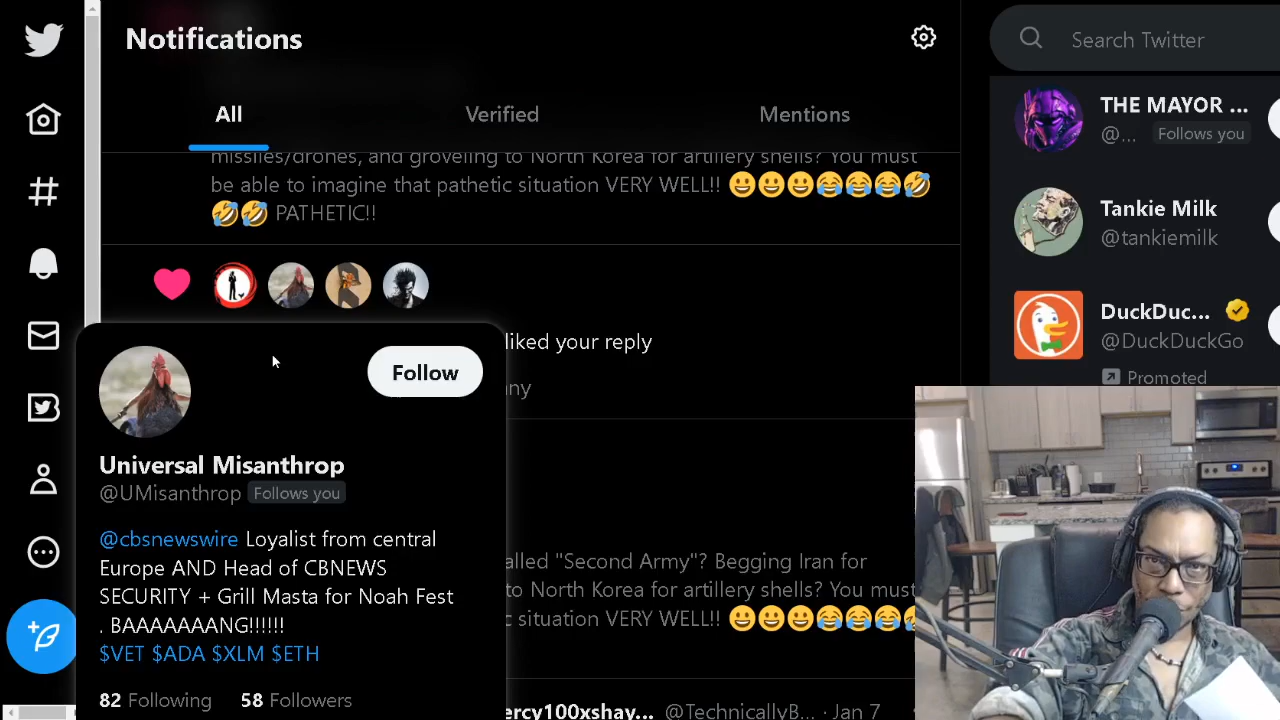 Notifications
Search Twitter
All
Verified
Mentions
missiles/drones, and groveling to North Korea for artillery shells? You must
be able to imagine that pathetic situation VERY WELL!! 😀😀😀😂😂😂🤣
🤣🤣 PATHETIC!!
liked your reply
any
Follow
Universal Misanthrop
@UMisanthrop Follows you
@cbsnewswire Loyalist from central
Europe AND Head of CBNEWS
SECURITY + Grill Masta for Noah Fest
. BAAAAAAANG!!!!!!
$VET $ADA $XLM $ETH
82 Following 58 Followers
alled "Second Army"? Begging Iran for
to North Korea for artillery shells? You must
c situation VERY WELL!! 😀😀😀😂😂😂🤣
ercy100xshay... @TechnicallyB... · Jan 7
THE MAYOR ...
@... Follows you
Tankie Milk
@tankiemilk
DuckDuc...
@DuckDuckGo
Promoted